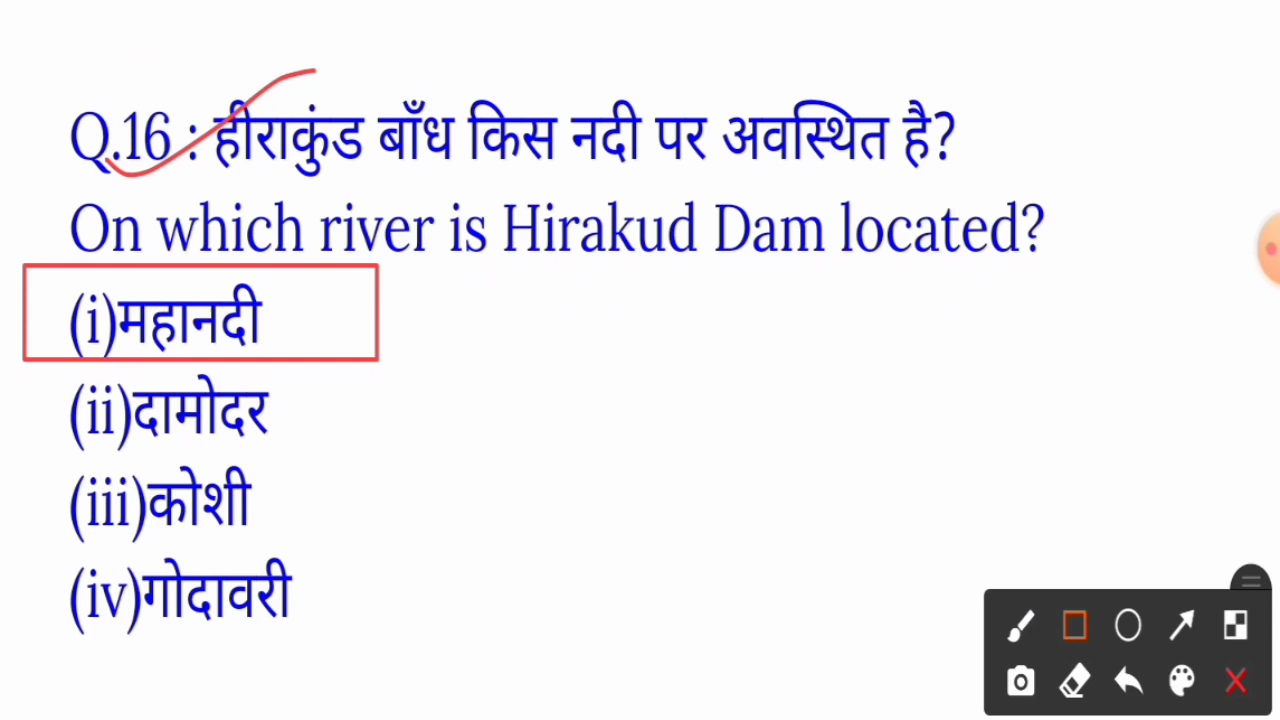 Q.16 : हीराकुंड बाँध किस नदी पर अवस्थित है?
On which river is Hirakud Dam located?
(i)महानदी
(ii)दामोदर
(iii)कोशी
(iv)गोदावरी